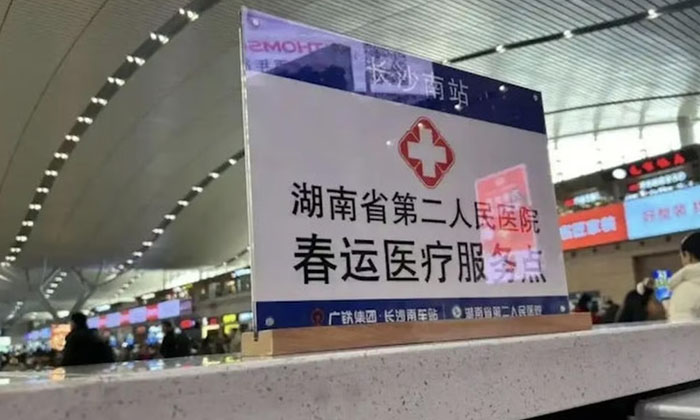 长沙南站
湖南省第二人民医院
春运医疗服务点
广铁集团·长沙南车站 湖南省第二人民医院
THOMS